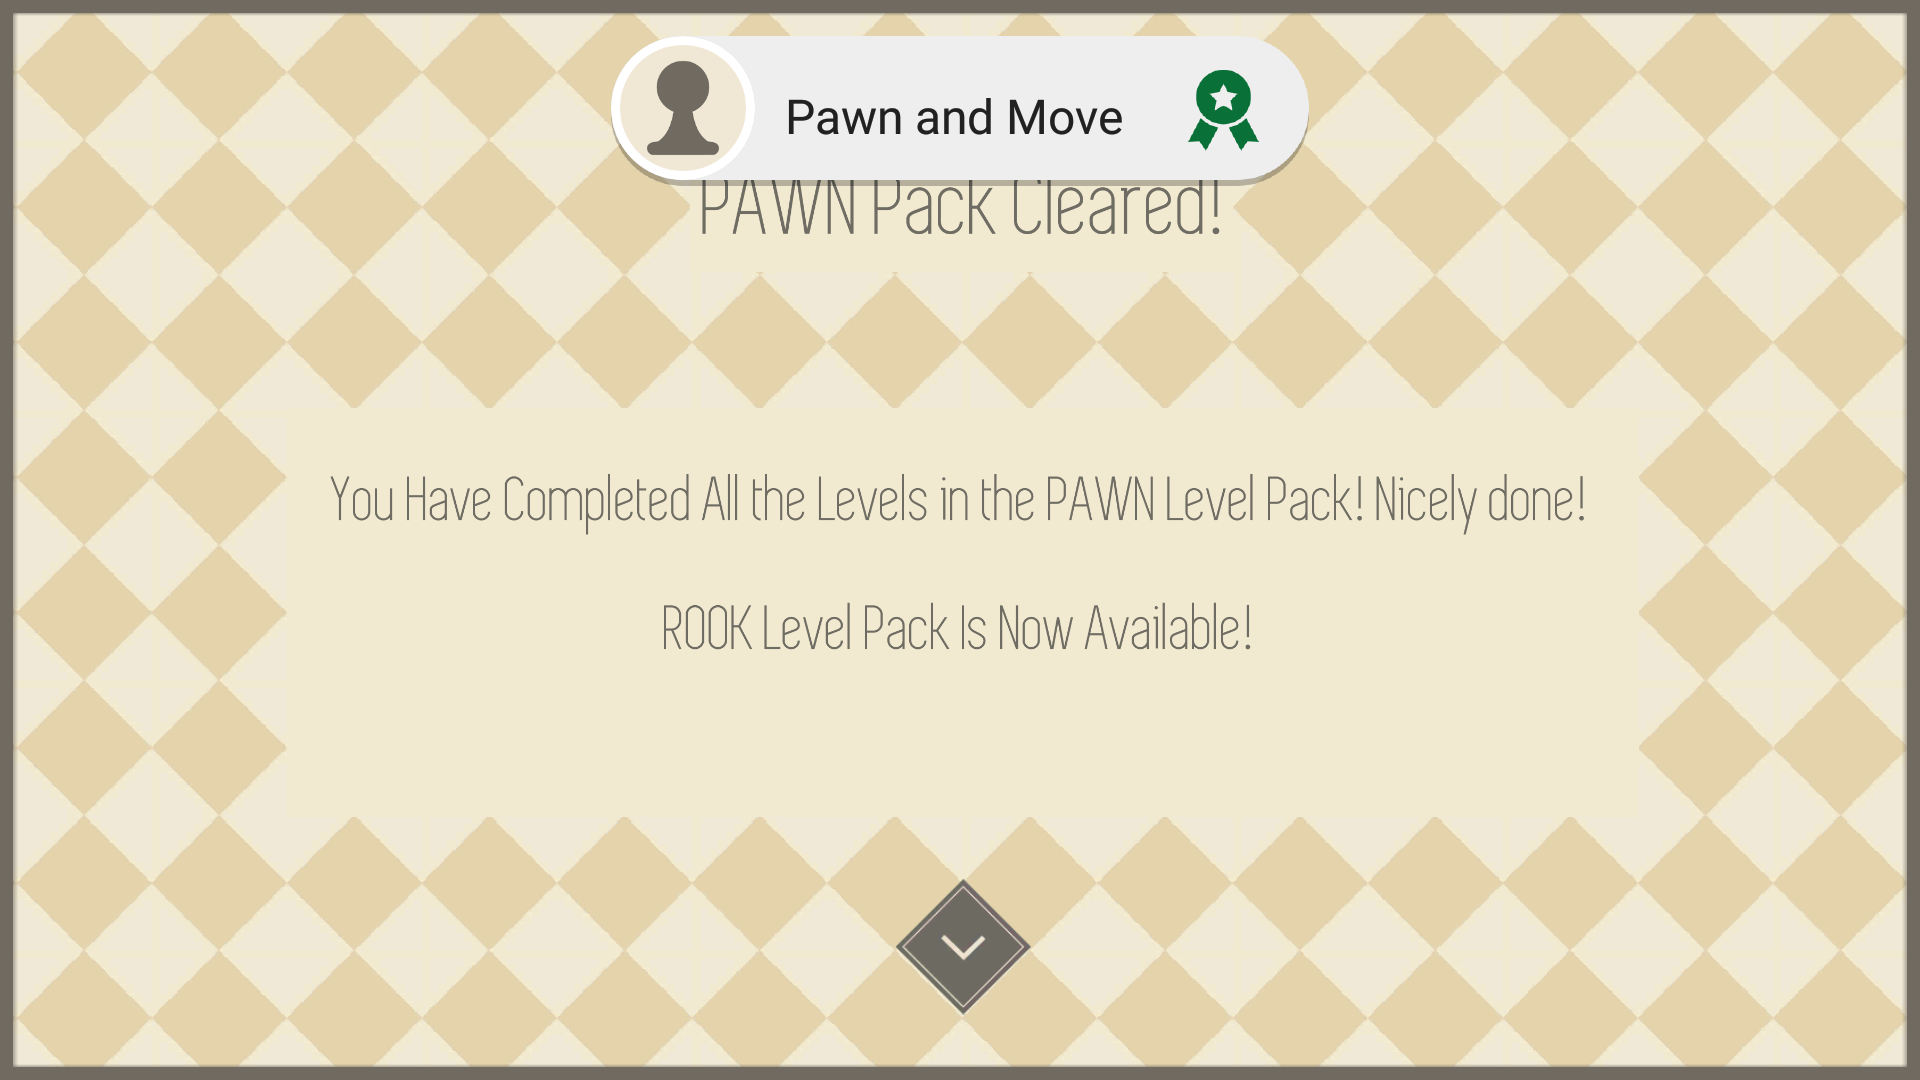 Pawn and Move
PAWN Pack Cleared!
You Have Completed All the Levels in the PAWN Level Pack! Nicely done!
ROOK Level Pack Is Now Available!